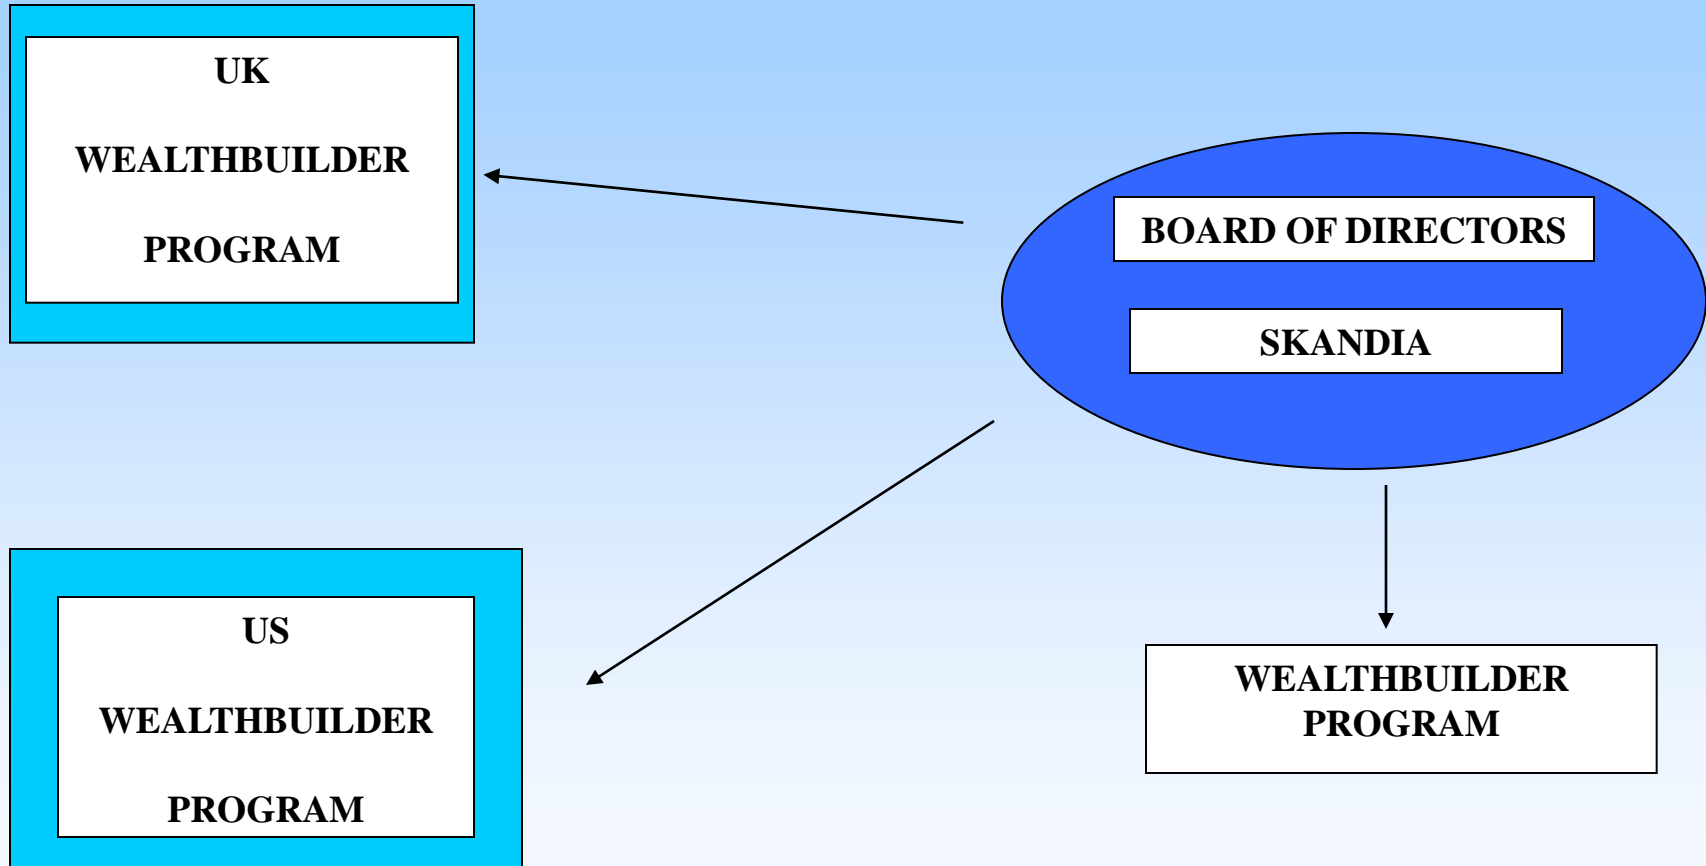 UK
WEALTHBUILDER
PROGRAM
BOARD OF DIRECTORS
SKANDIA
US
WEALTHBUILDER
PROGRAM
WEALTHBUILDER
PROGRAM